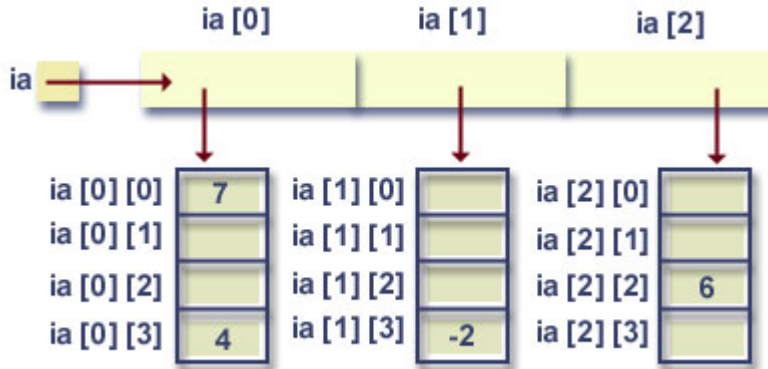 ia [0] ia [1] ia [2]
ia
ia [0] [0] 7 ia [1] [0] ia [2] [0]
ia [0] [1] ia [1] [1] ia [2] [1]
ia [0] [2] ia [1] [2] ia [2] [2] 6
ia [0] [3] 4 ia [1] [3] -2 ia [2] [3]